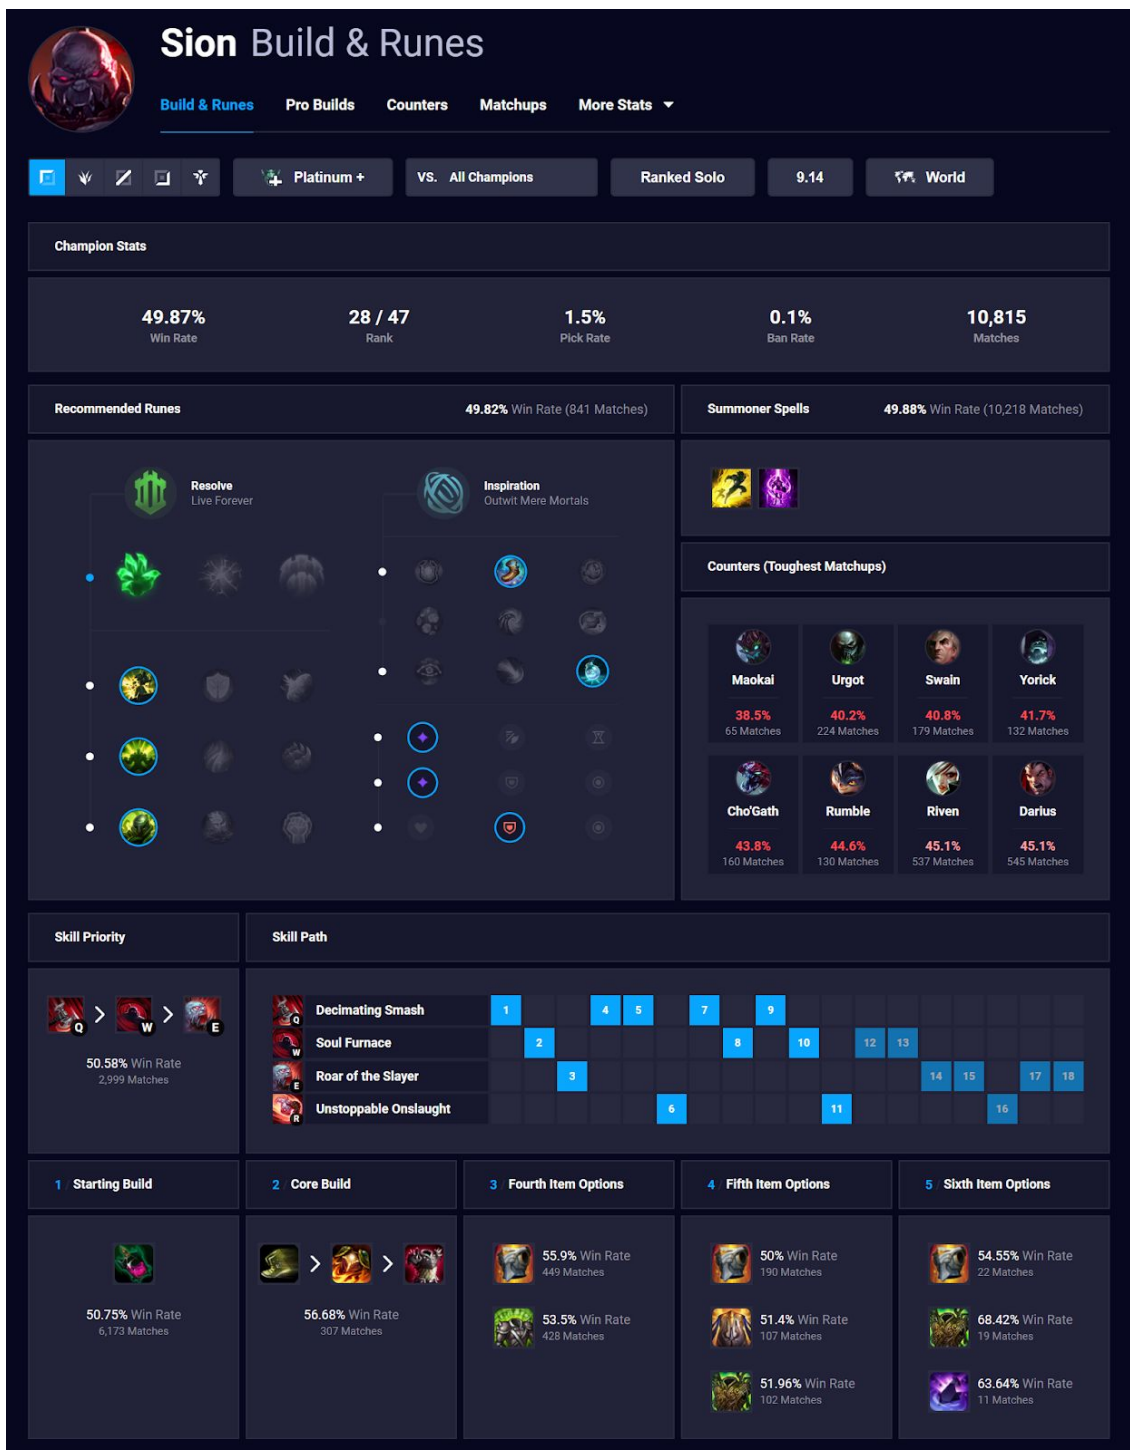 Sion Build & Runes
Build & Runes Pro Builds Counters Matchups More Stats
Platinum + VS. All Champions Ranked Solo 9.14 World
Champion Stats
49.87% 28 / 47 1.5% 0.1% 10,815
Win Rate Rank Pick Rate Ban Rate Matches
Recommended Runes 49.82% Win Rate (841 Matches)
Summoner Spells 49.88% Win Rate (10,218 Matches)
Resolve
Live Forever
Inspiration
Outwit Mere Mortals
Counters (Toughest Matchups)
Maokai Urgot Swain Yorick
38.5% 40.2% 40.8% 41.7%
65 Matches 224 Matches 179 Matches 132 Matches
Cho'Gath Rumble Riven Darius
43.8% 44.6% 45.1% 45.1%
160 Matches 130 Matches 537 Matches 545 Matches
Skill Priority
Q > W > E
50.58% Win Rate
2,999 Matches
Skill Path
Q Decimating Smash 1 4 5 7 9
W Soul Furnace 2 8 10 12 13
E Roar of the Slayer 3 14 15 17 18
R Unstoppable Onslaught 6 11 16
1 / Starting Build
50.75% Win Rate
6,173 Matches
2 / Core Build
> >
56.68% Win Rate
307 Matches
3 / Fourth Item Options
55.9% Win Rate
449 Matches
53.5% Win Rate
428 Matches
4 / Fifth Item Options
50% Win Rate
190 Matches
51.4% Win Rate
107 Matches
51.96% Win Rate
102 Matches
5 / Sixth Item Options
54.55% Win Rate
22 Matches
68.42% Win Rate
19 Matches
63.64% Win Rate
11 Matches